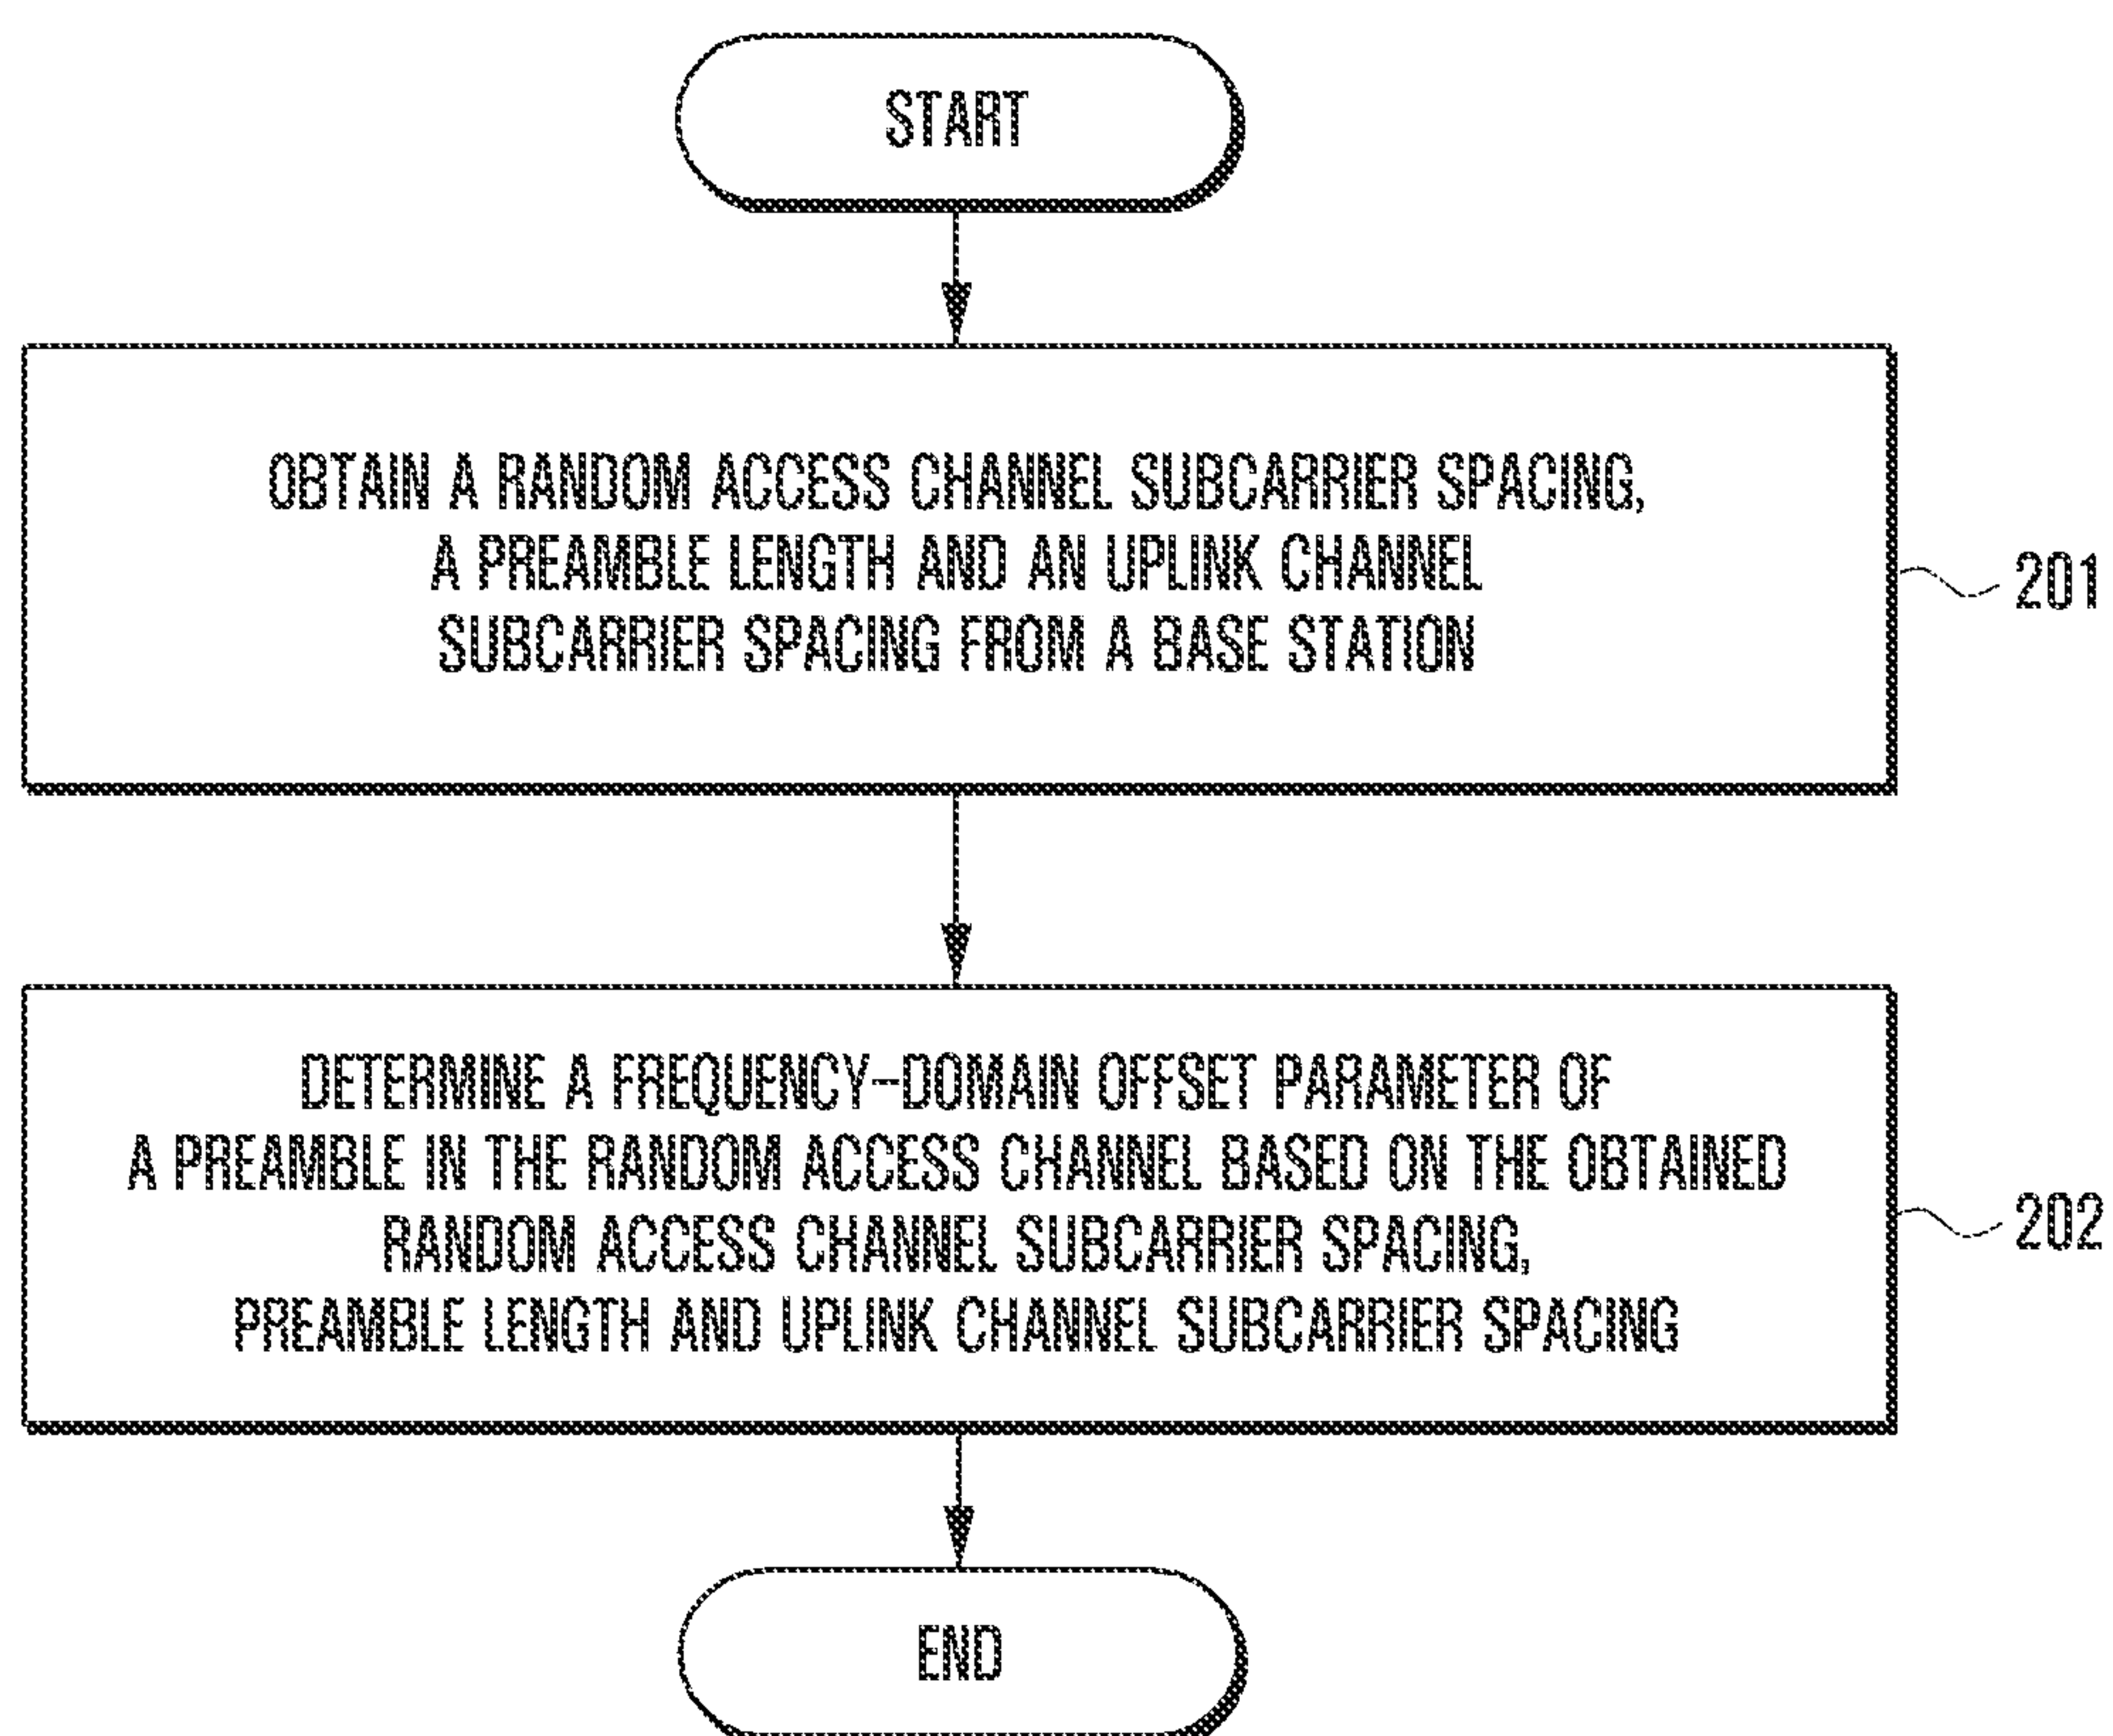 START
OBTAIN A RANDOM ACCESS CHANNEL SUBCARRIER SPACING,
A PREAMBLE LENGTH AND AN UPLINK CHANNEL
SUBCARRIER SPACING FROM A BASE STATION
201
DETERMINE A FREQUENCY-DOMAIN OFFSET PARAMETER OF
A PREAMBLE IN THE RANDOM ACCESS CHANNEL BASED ON THE OBTAINED
RANDOM ACCESS CHANNEL SUBCARRIER SPACING,
PREAMBLE LENGTH AND UPLINK CHANNEL SUBCARRIER SPACING
202
END